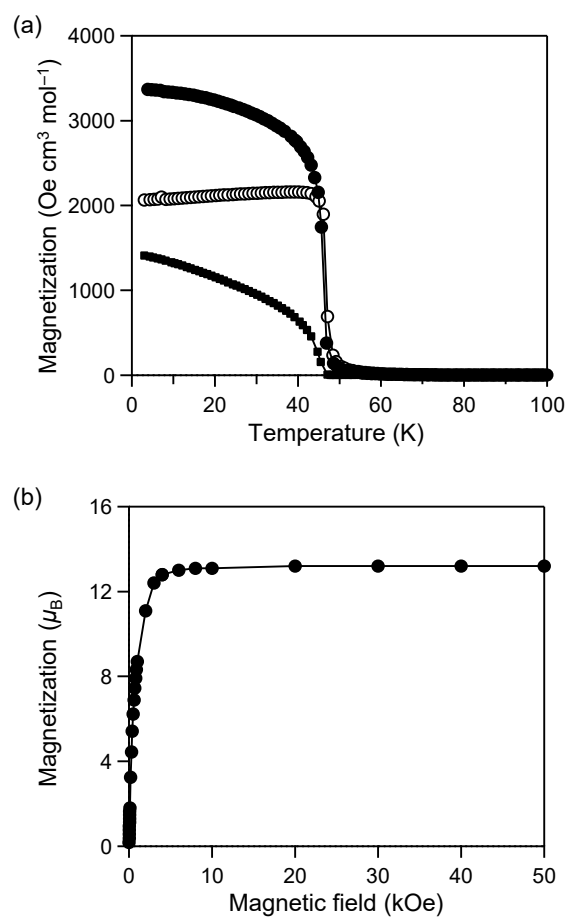 (a)
4000
3000
2000
1000
0
Magnetization (Oe cm³ mol⁻¹)
0 20 40 60 80 100
Temperature (K)
(b)
16
12
8
4
0
Magnetization (μB)
0 10 20 30 40 50
Magnetic field (kOe)